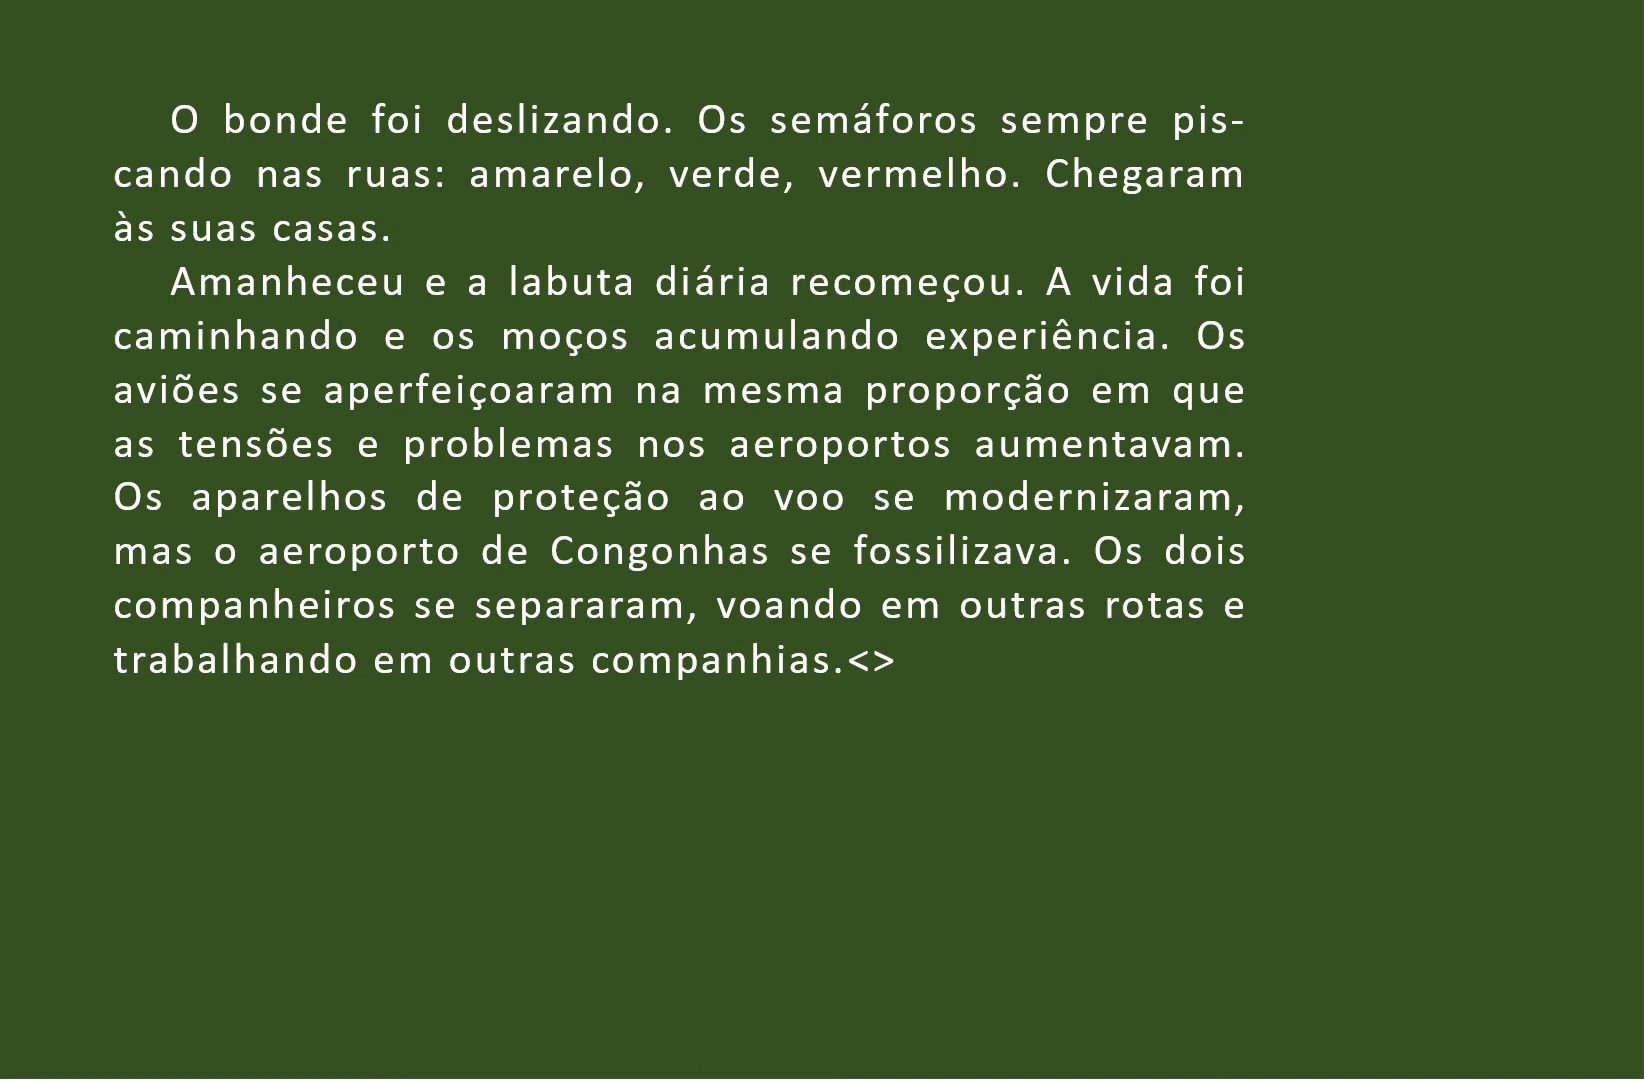 O bonde foi deslizando. Os semáforos sempre pis-
cando nas ruas: amarelo, verde, vermelho. Chegaram
às suas casas.
Amanheceu e a labuta diária recomeçou. A vida foi
caminhando e os moços acumulando experiência. Os
aviões se aperfeiçoaram na mesma proporção em que
as tensões e problemas nos aeroportos aumentavam.
Os aparelhos de proteção ao voo se modernizaram,
mas o aeroporto de Congonhas se fossilizava. Os dois
companheiros se separaram, voando em outras rotas e
trabalhando em outras companhias.<>